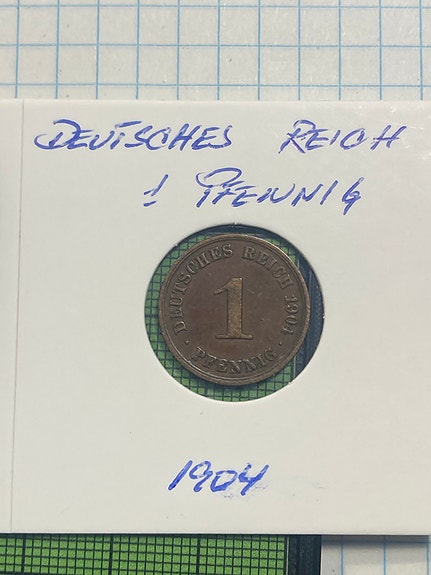 DEUTSCHES REICH
1 PFENNIG
DEUTSCHES REICH 1904
1
• PFENNIG •
1904